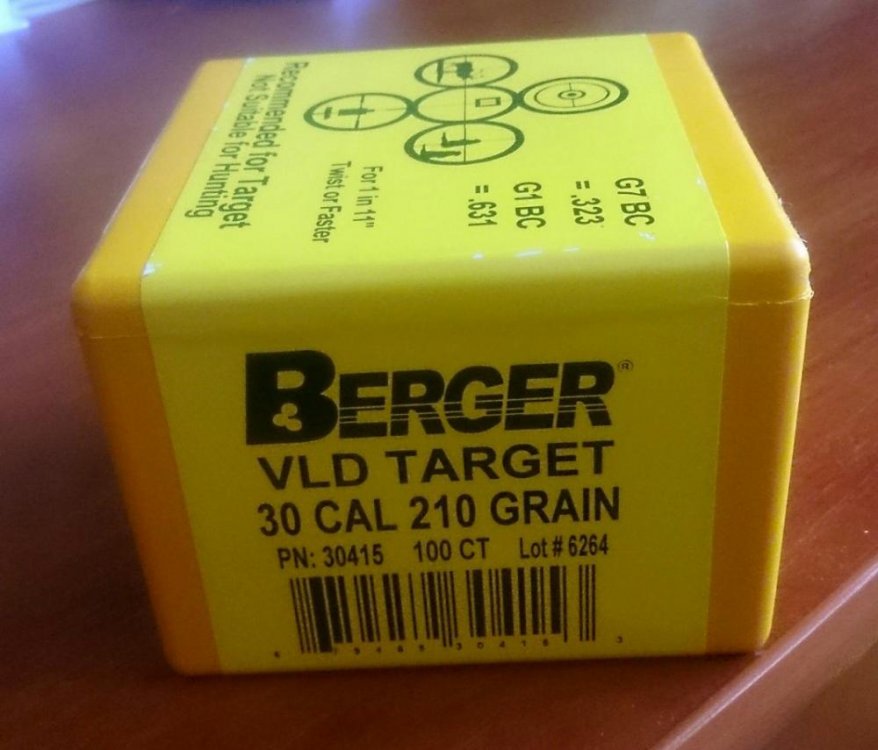 Recommended for Target
Not Suitable for Hunting
For 1 in 11"
Twist or Faster
G7 BC
= .323
G1 BC
= .631
BERGER®
VLD TARGET
30 CAL 210 GRAIN
PN: 30415 100 CT Lot # 6264